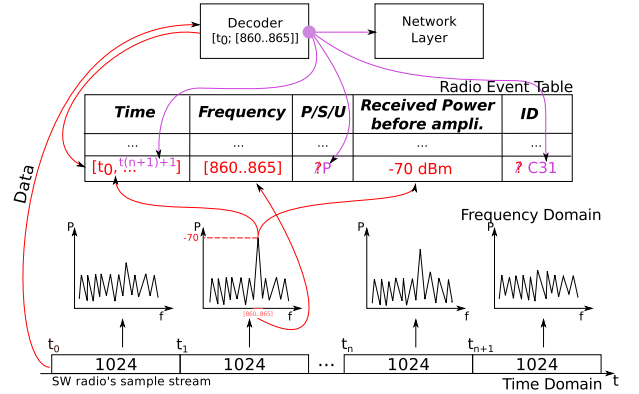 Decoder
[t0; [860..865]]
Network
Layer
Radio Event Table
Time
Frequency
P/S/U
Received Power
before ampli.
ID
...
...
...
...
...
[t0, ... t(n+1)+1]
[860..865]
?P
-70 dBm
? C31
Data
Frequency Domain
P
f
P
-70
[860..865]
f
P
f
P
f
t0
t1
tn
tn+1
1024
1024
...
1024
1024
t
SW radio's sample stream
Time Domain